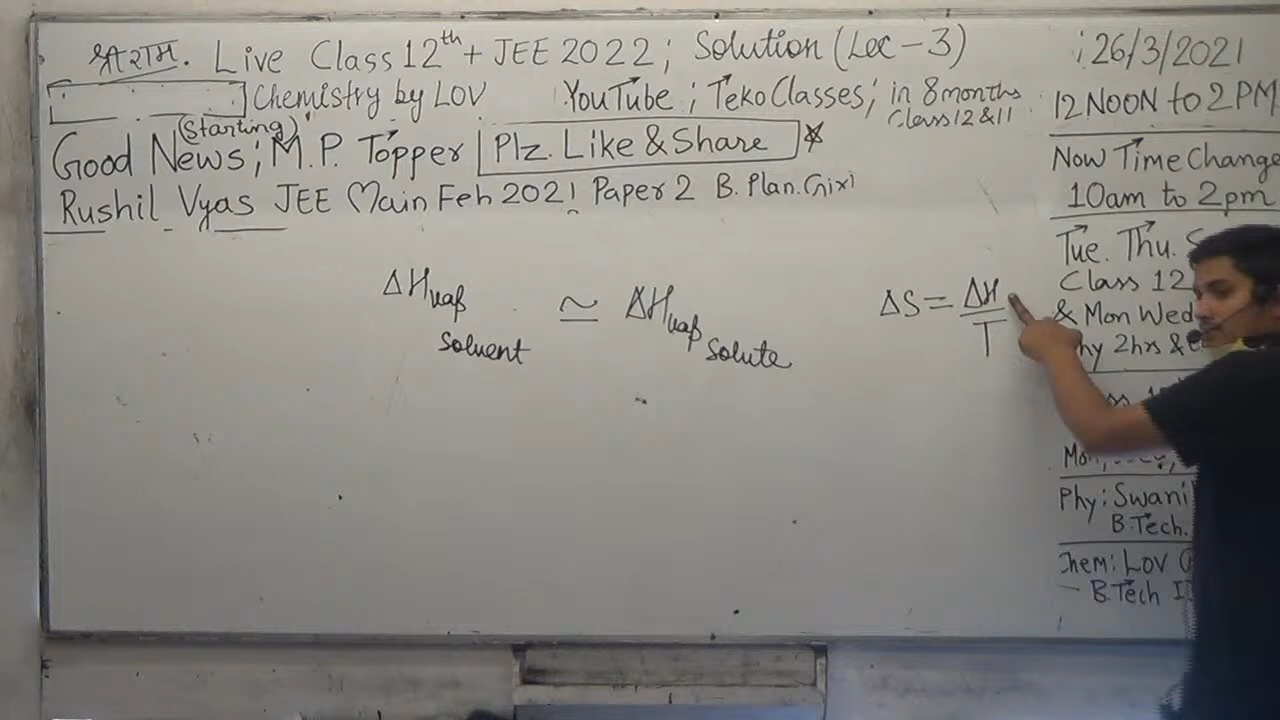 श्री राम. Live Class 12th + JEE 2022 ; Solution (Lec - 3)
Chemistry by LOV YouTube ; TekoClasses ; in 8 months
Class 12 & 11
(Starting)
Good News ; M.P. Topper Plz. Like & Share
Rushil Vyas JEE Main Feb 2021 Paper 2 B. Plan.
ΔHvap solvent ≃ ΔHvap solute
ΔS = ΔH/T
26/3/2021
12 NOON to 2 PM
Now Time Change
10am to 2pm
Tue. Thu. S
Class 12
& Mon Wed
2hrs &
Phy : Swani
B.Tech.
Chem : LOV
B.Tech